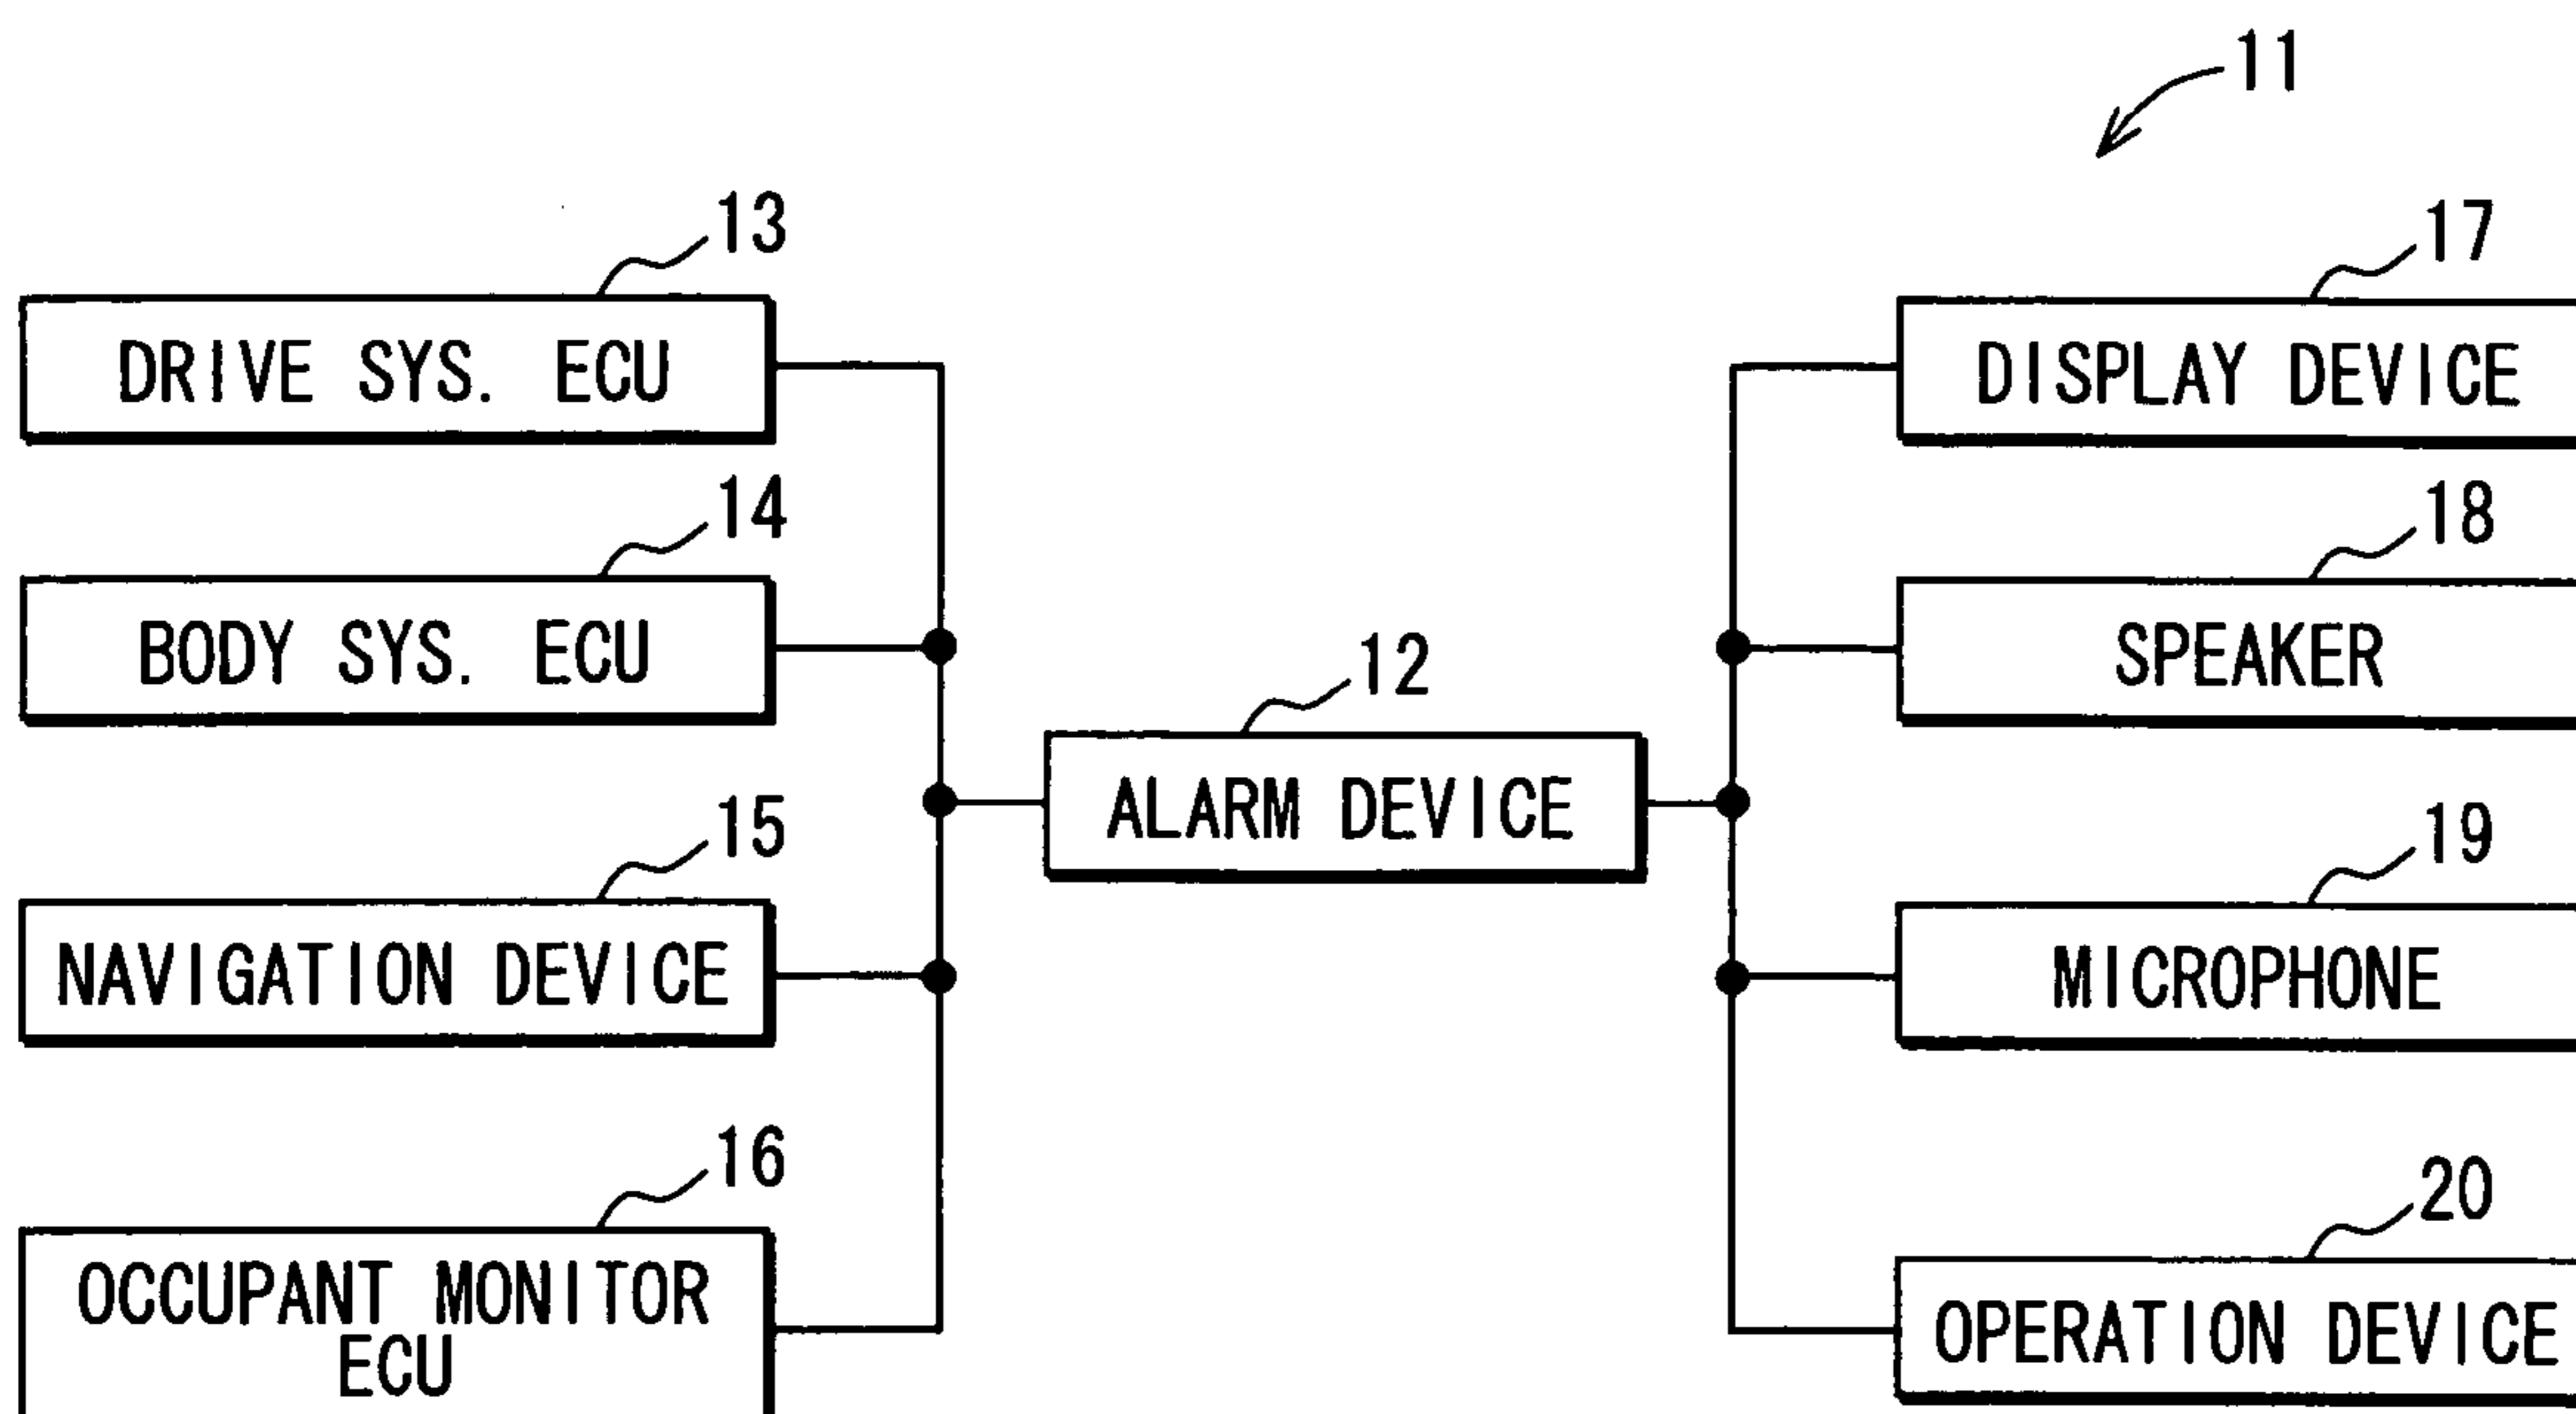 11
13
DRIVE SYS. ECU
14
BODY SYS. ECU
15
NAVIGATION DEVICE
16
OCCUPANT MONITOR
ECU
12
ALARM DEVICE
17
DISPLAY DEVICE
18
SPEAKER
19
MICROPHONE
20
OPERATION DEVICE